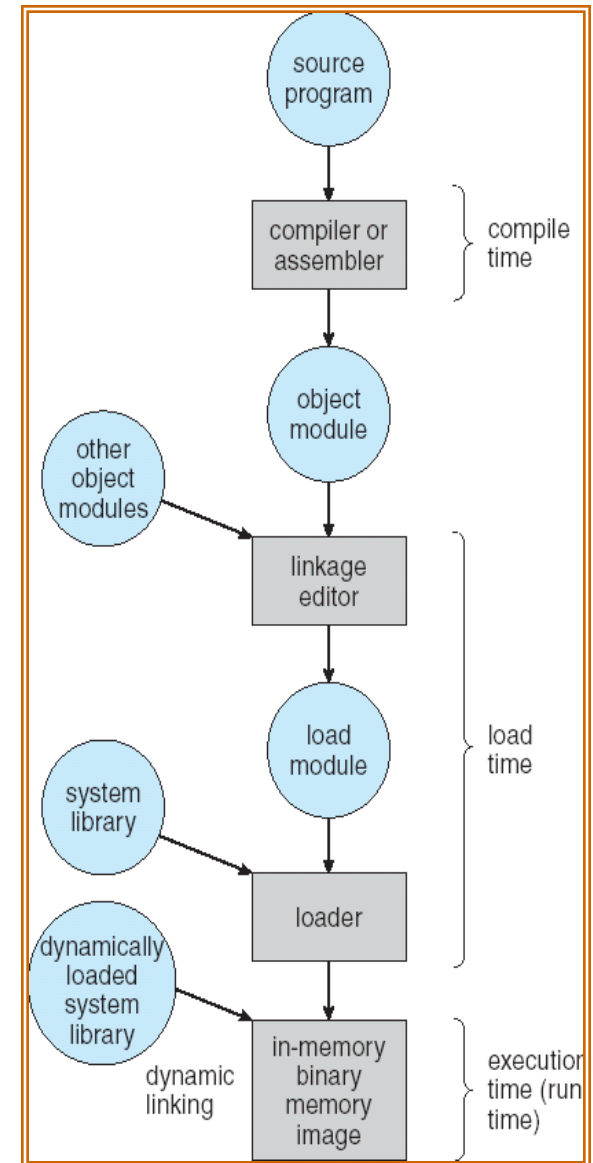 source
program
compiler or
assembler
compile
time
object
module
other
object
modules
linkage
editor
load
module
load
time
system
library
loader
dynamically
loaded
system
library
dynamic
linking
in-memory
binary
memory
image
execution
time (run
time)